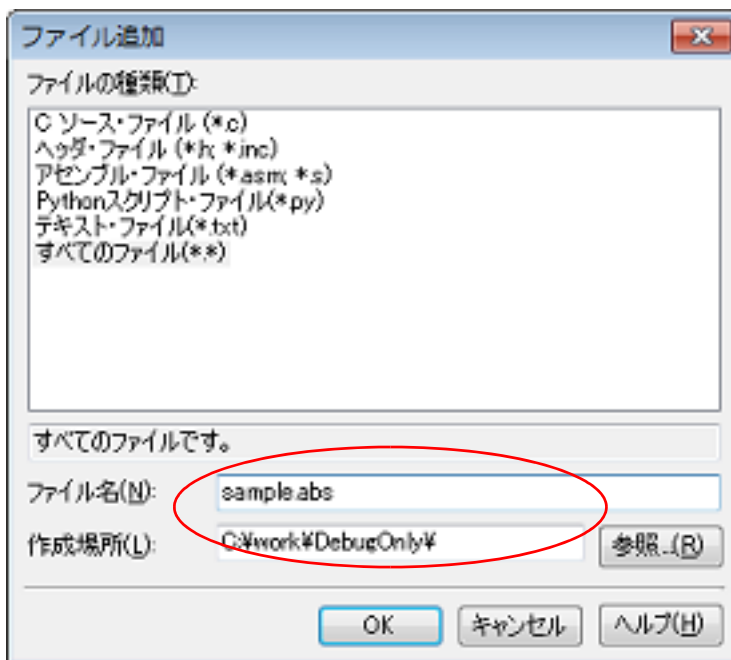 ファイル追加
ファイルの種類(T):
C ソース・ファイル (*.c)
ヘッダ・ファイル (*.h; *.inc)
アセンブル・ファイル (*.asm; *.s)
Pythonスクリプト・ファイル(*.py)
テキスト・ファイル(*.txt)
すべてのファイル(*.*)
すべてのファイルです。
ファイル名(N): sample.abs
作成場所(L): C:¥work¥DebugOnly¥ 参照...(R)
OK キャンセル ヘルプ(H)